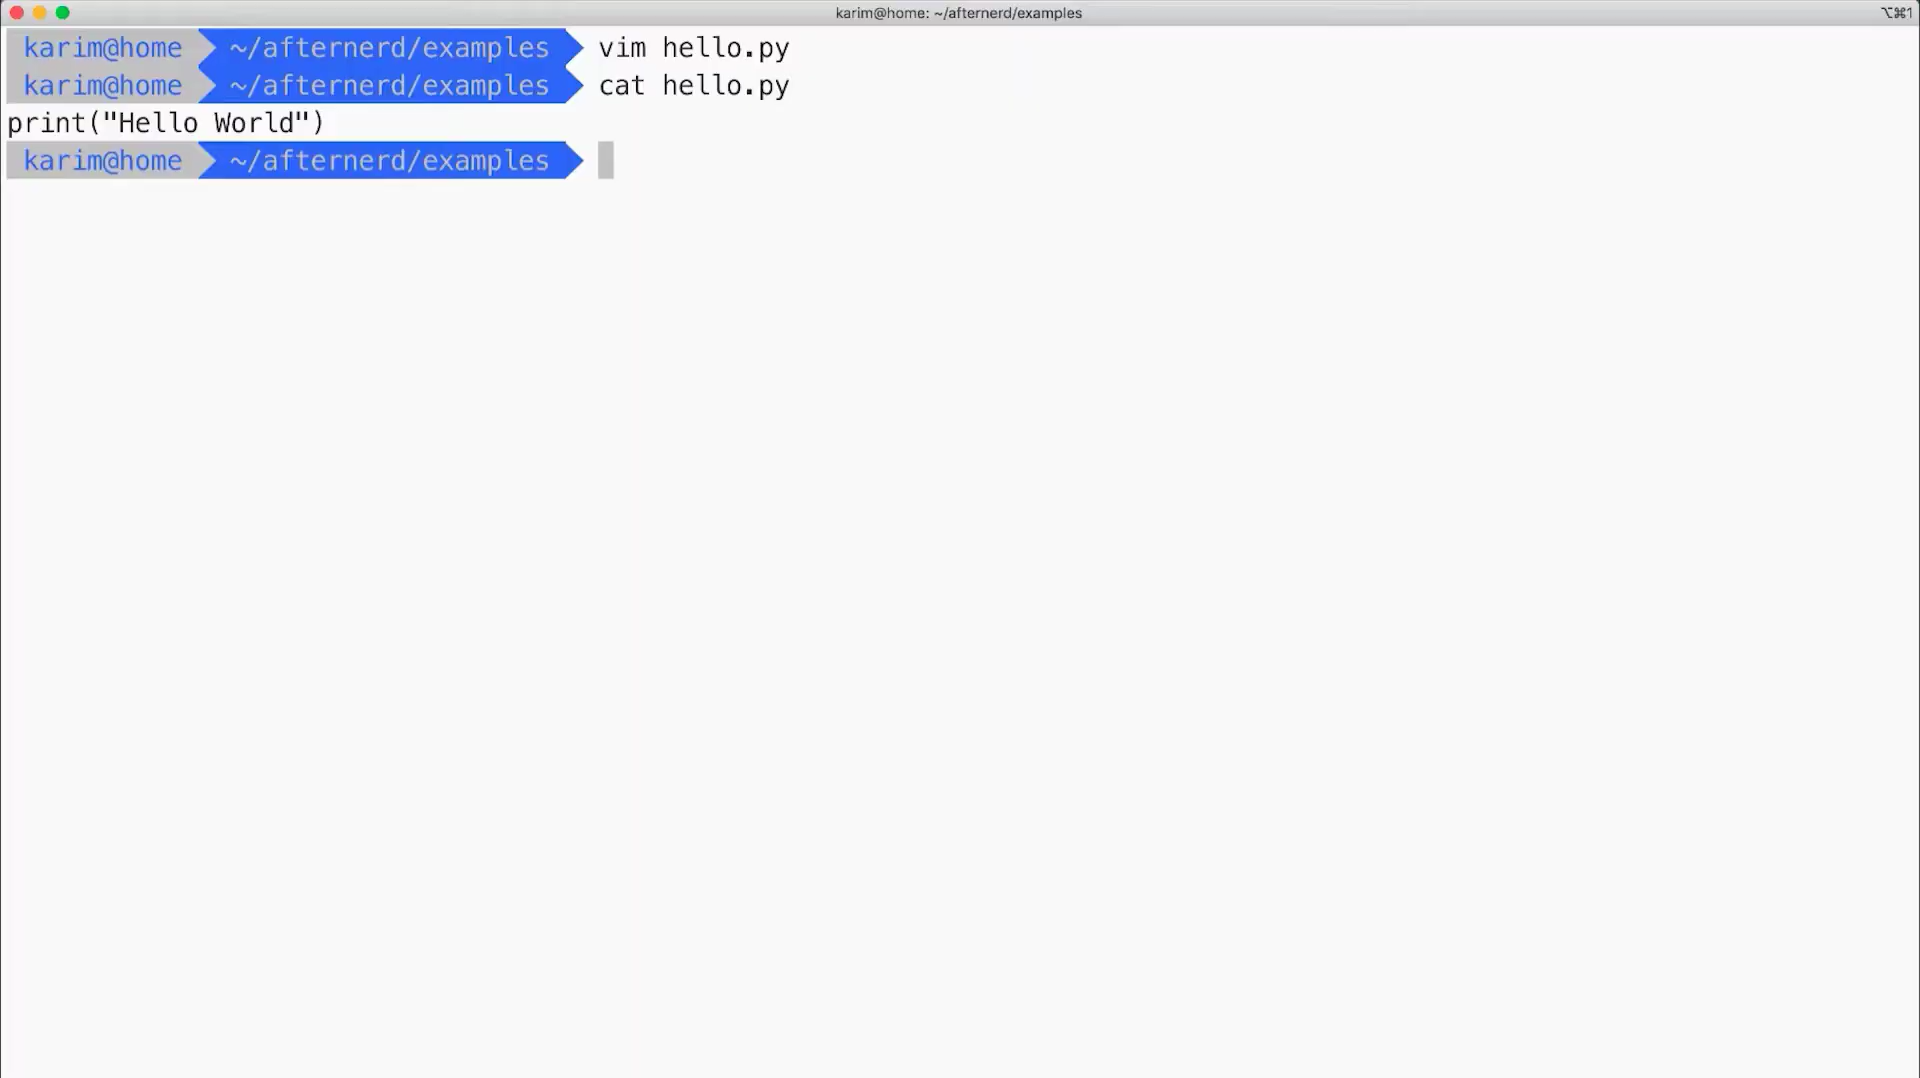 karim@home: ~/afternerd/examples ⌥⌘1
karim@home ~/afternerd/examples vim hello.py
karim@home ~/afternerd/examples cat hello.py
print("Hello World")
karim@home ~/afternerd/examples